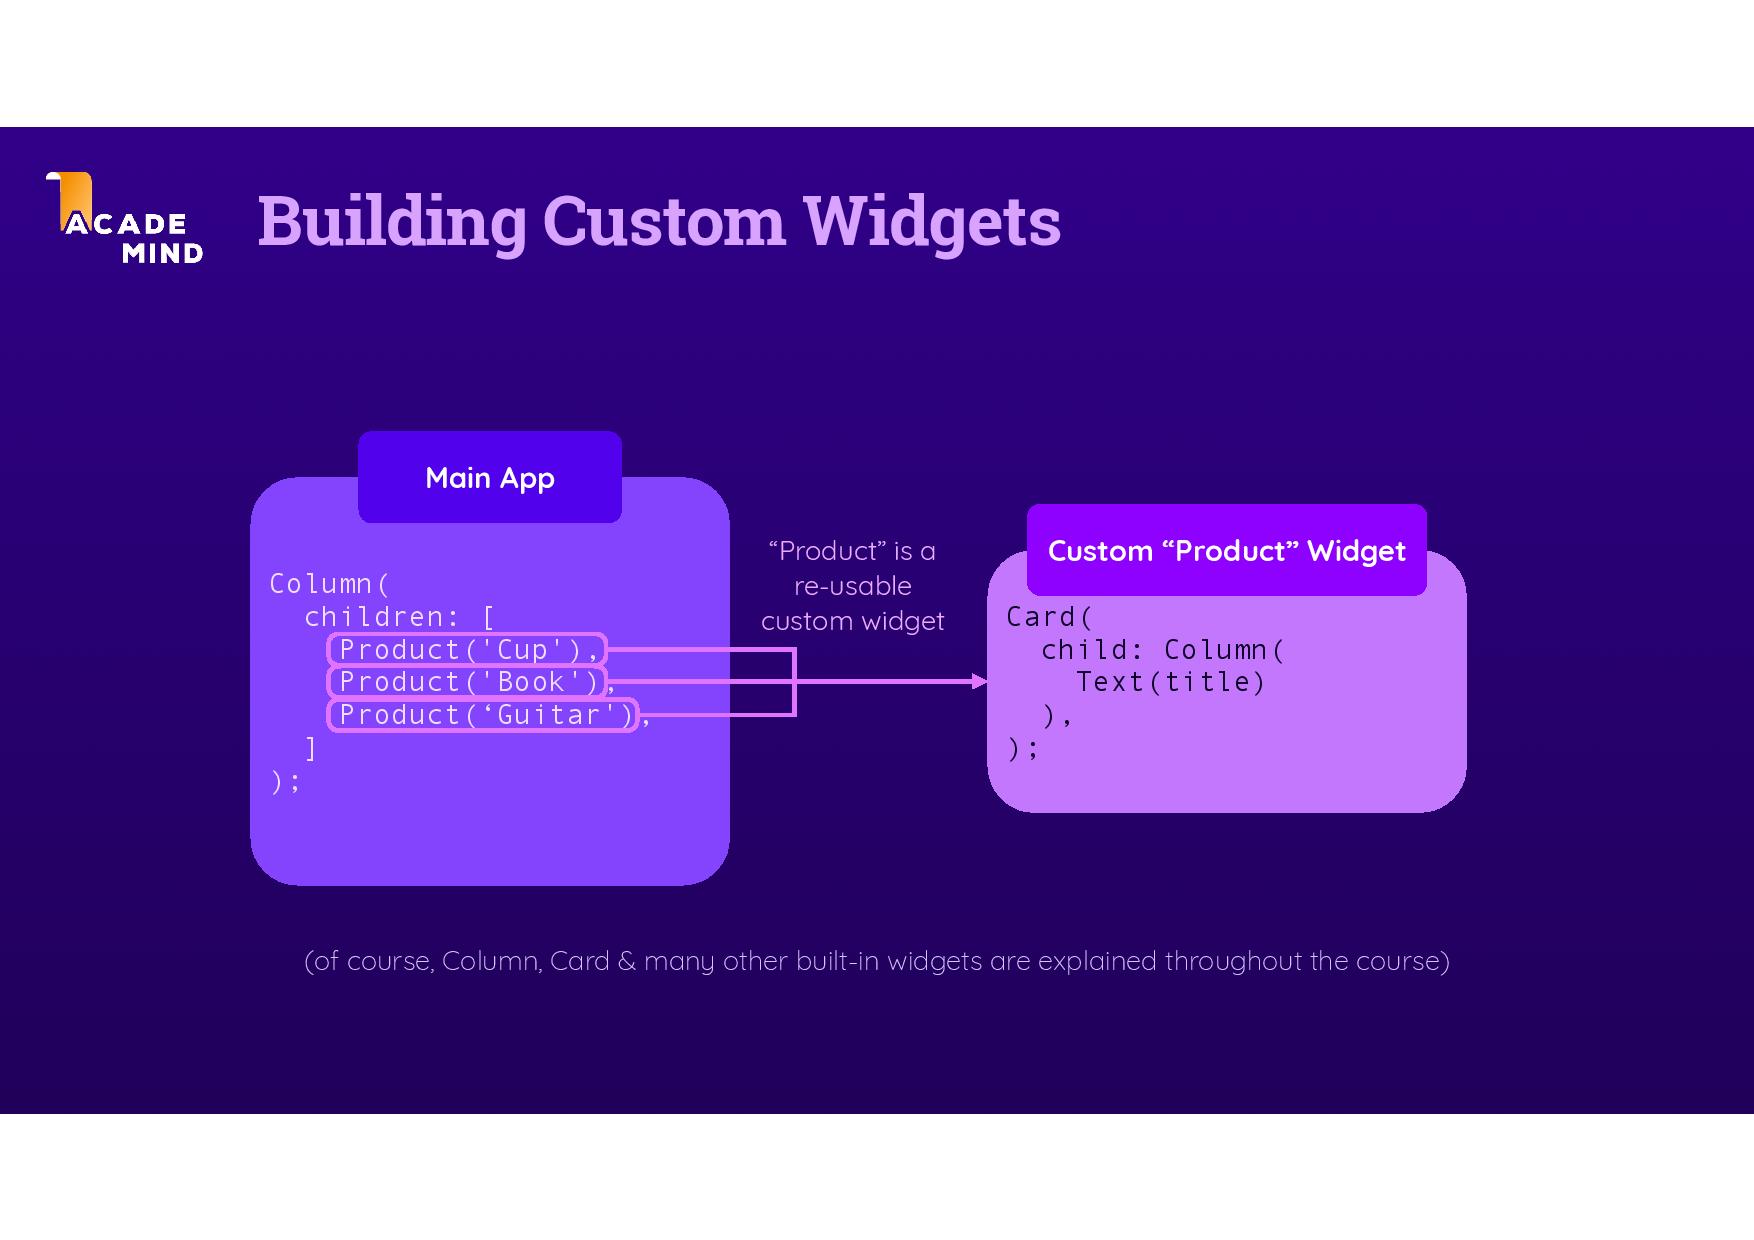 ACADE
MIND
Building Custom Widgets
Main App
Column(
  children: [
    Product('Cup'),
    Product('Book'),
    Product(‘Guitar'),
  ]
);
“Product” is a
re-usable
custom widget
Custom “Product” Widget
Card(
  child: Column(
    Text(title)
  ),
);
(of course, Column, Card & many other built-in widgets are explained throughout the course)